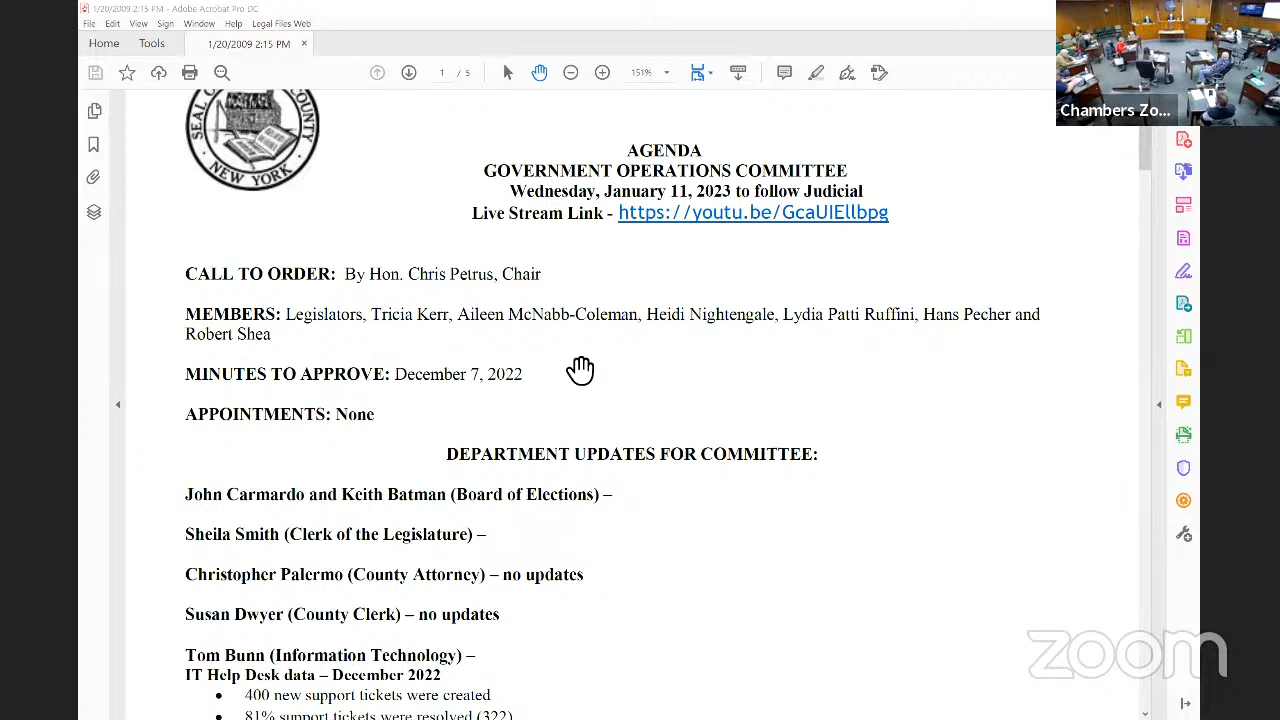 1/20/2009 2:15 PM - Adobe Acrobat Pro DC
File Edit View Sign Window Help Legal Files Web
Home Tools 1/20/2009 2:15 PM ×
1 / 5 151%
Chambers Zo...
SEAL COUNTY
NEW YORK
AGENDA
GOVERNMENT OPERATIONS COMMITTEE
Wednesday, January 11, 2023 to follow Judicial
Live Stream Link - https://youtu.be/GcaUIEllbpg
CALL TO ORDER: By Hon. Chris Petrus, Chair
MEMBERS: Legislators, Tricia Kerr, Aileen McNabb-Coleman, Heidi Nightengale, Lydia Patti Ruffini, Hans Pecher and
Robert Shea
MINUTES TO APPROVE: December 7, 2022
APPOINTMENTS: None
DEPARTMENT UPDATES FOR COMMITTEE:
John Carmardo and Keith Batman (Board of Elections) –
Sheila Smith (Clerk of the Legislature) –
Christopher Palermo (County Attorney) – no updates
Susan Dwyer (County Clerk) – no updates
Tom Bunn (Information Technology) –
IT Help Desk data – December 2022
• 400 new support tickets were created
• 81% support tickets were resolved (322)
zoom